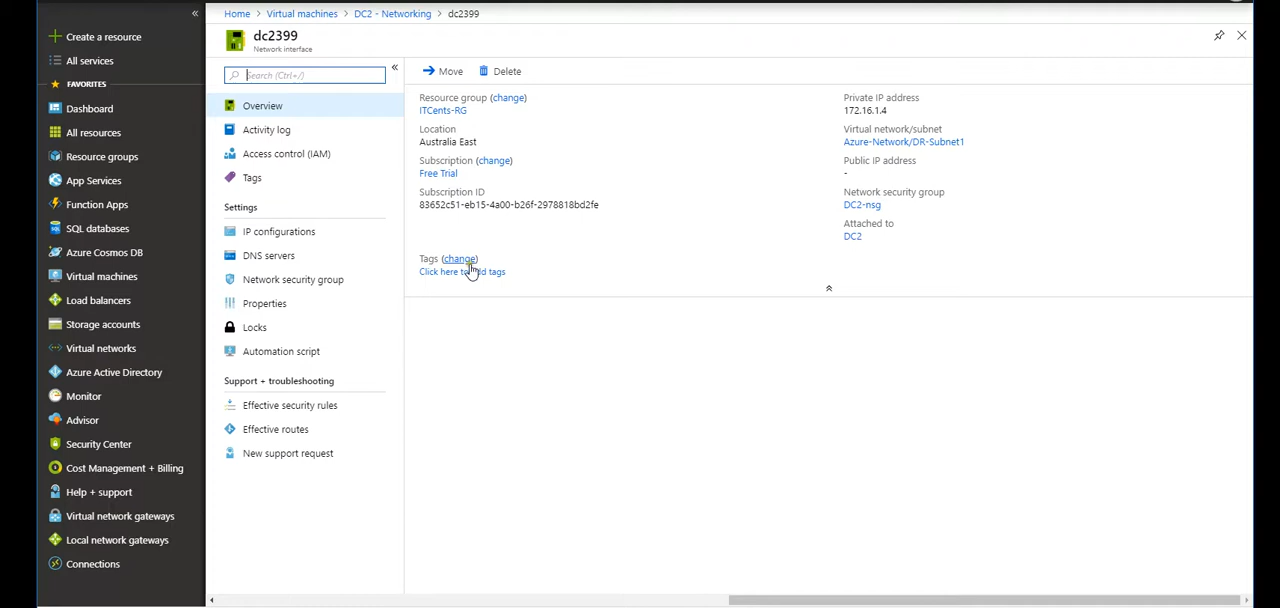 Home > Virtual machines > DC2 - Networking > dc2399
dc2399
Network interface
Search (Ctrl+/)
Overview
Activity log
Access control (IAM)
Tags
Settings
IP configurations
DNS servers
Network security group
Properties
Locks
Automation script
Support + troubleshooting
Effective security rules
Effective routes
New support request
Create a resource
All services
FAVORITES
Dashboard
All resources
Resource groups
App Services
Function Apps
SQL databases
Azure Cosmos DB
Virtual machines
Load balancers
Storage accounts
Virtual networks
Azure Active Directory
Monitor
Advisor
Security Center
Cost Management + Billing
Help + support
Virtual network gateways
Local network gateways
Connections
Move
Delete
Resource group (change)
ITCents-RG
Location
Australia East
Subscription (change)
Free Trial
Subscription ID
83652c51-eb15-4a00-b26f-2978818bd2fe
Tags (change)
Click here to add tags
Private IP address
172.16.1.4
Virtual network/subnet
Azure-Network/DR-Subnet1
Public IP address
-
Network security group
DC2-nsg
Attached to
DC2